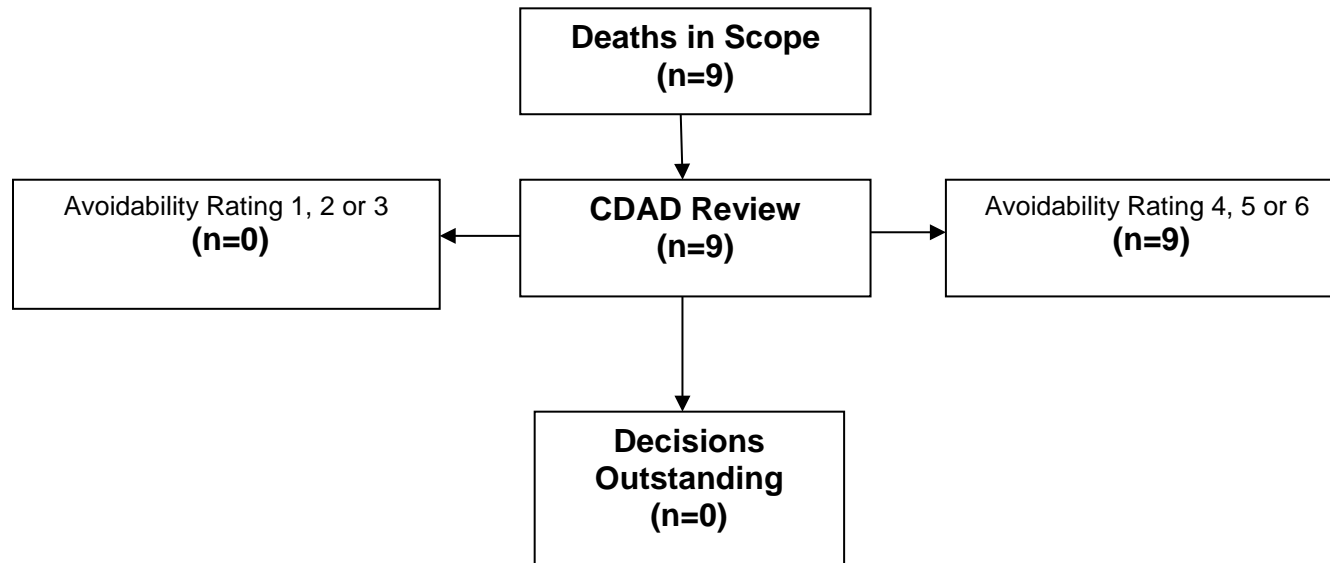 Deaths in Scope
(n=9)
Avoidability Rating 1, 2 or 3
(n=0)
CDAD Review
(n=9)
Avoidability Rating 4, 5 or 6
(n=9)
Decisions
Outstanding
(n=0)